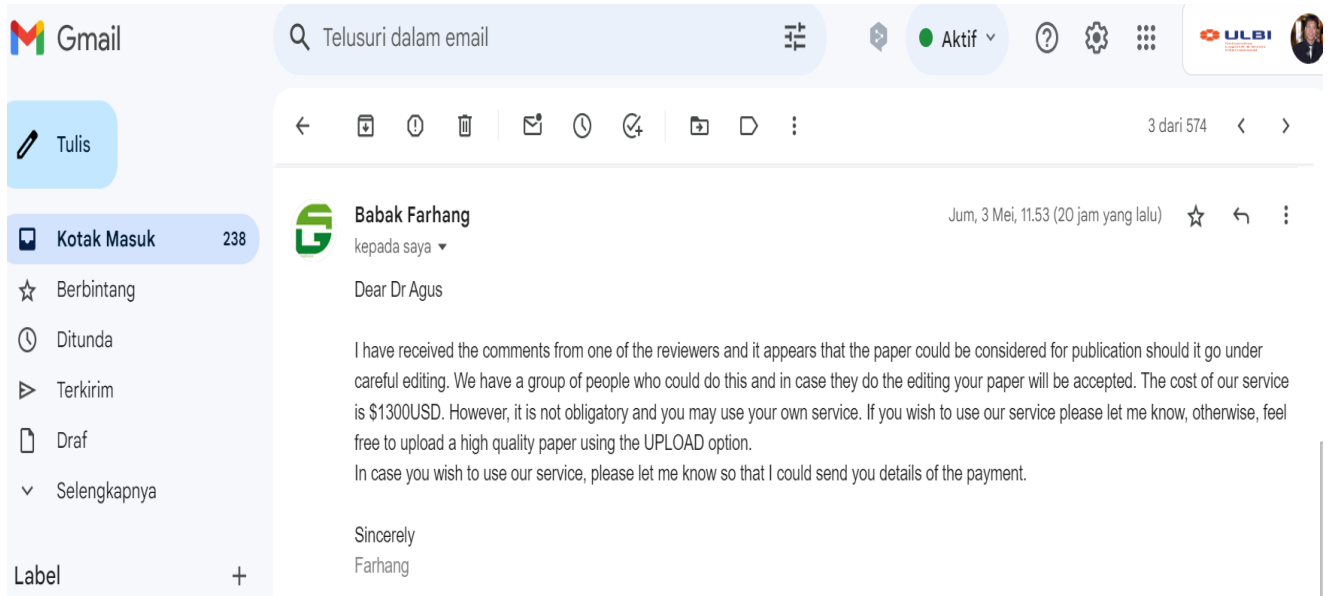 Gmail
Telusuri dalam email
Aktif
ULBI
Tulis
3 dari 574
Kotak Masuk 238
Berbintang
Ditunda
Terkirim
Draf
Selengkapnya
Label
Babak Farhang
Jum, 3 Mei, 11.53 (20 jam yang lalu)
kepada saya
Dear Dr Agus
I have received the comments from one of the reviewers and it appears that the paper could be considered for publication should it go under
careful editing. We have a group of people who could do this and in case they do the editing your paper will be accepted. The cost of our service
is $1300USD. However, it is not obligatory and you may use your own service. If you wish to use our service please let me know, otherwise, feel
free to upload a high quality paper using the UPLOAD option.
In case you wish to use our service, please let me know so that I could send you details of the payment.
Sincerely
Farhang